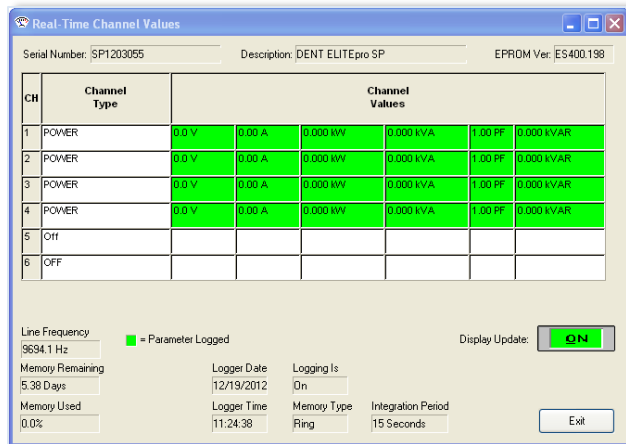 Real-Time Channel Values
Serial Number: SP1203055 Description: DENT ELITEpro SP EPROM Ver: ES400.198
CH Channel Type Channel Values
1 POWER 0.0 V 0.00 A 0.000 kW 0.000 kVA 1.00 PF 0.000 kVAR
2 POWER 0.0 V 0.00 A 0.000 kW 0.000 kVA 1.00 PF 0.000 kVAR
3 POWER 0.0 V 0.00 A 0.000 kW 0.000 kVA 1.00 PF 0.000 kVAR
4 POWER 0.0 V 0.00 A 0.000 kW 0.000 kVA 1.00 PF 0.000 kVAR
5 Off
6 OFF
Line Frequency = Parameter Logged Display Update: ON
9694.1 Hz
Memory Remaining Logger Date Logging Is
5.38 Days 12/19/2012 On
Memory Used Logger Time Memory Type Integration Period
0.0% 11:24:38 Ring 15 Seconds Exit